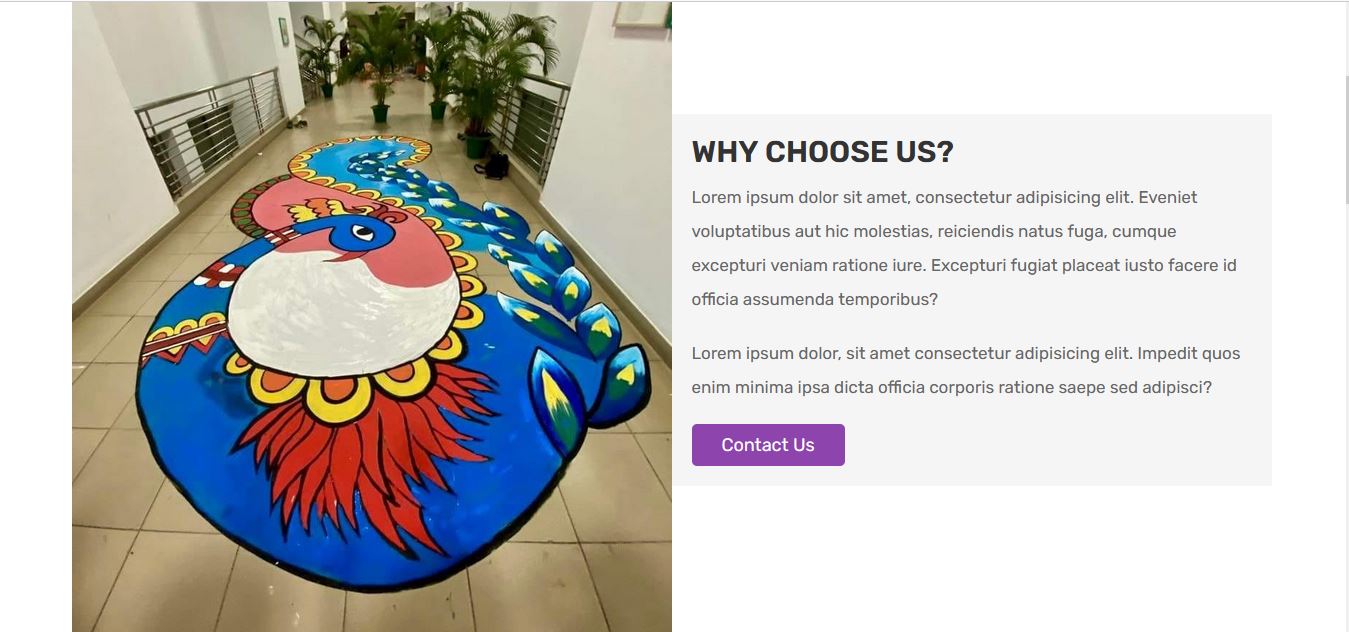 WHY CHOOSE US?
Lorem ipsum dolor sit amet, consectetur adipisicing elit. Eveniet
voluptatibus aut hic molestias, reiciendis natus fuga, cumque
excepturi veniam ratione iure. Excepturi fugiat placeat iusto facere id
officia assumenda temporibus?
Lorem ipsum dolor, sit amet consectetur adipisicing elit. Impedit quos
enim minima ipsa dicta officia corporis ratione saepe sed adipisci?
Contact Us